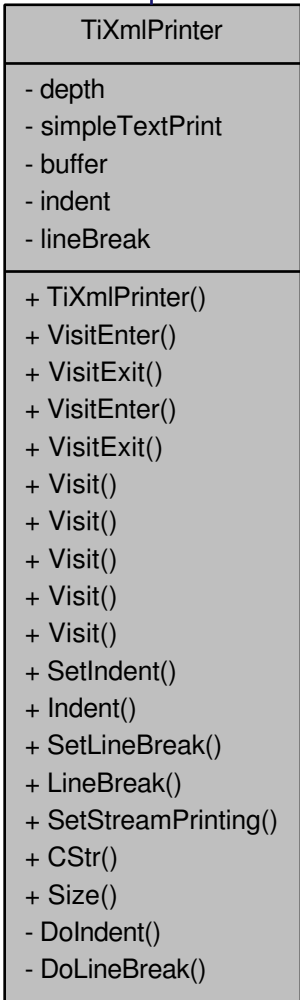 TiXmlPrinter
- depth
- simpleTextPrint
- buffer
- indent
- lineBreak
+ TiXmlPrinter()
+ VisitEnter()
+ VisitExit()
+ VisitEnter()
+ VisitExit()
+ Visit()
+ Visit()
+ Visit()
+ Visit()
+ Visit()
+ SetIndent()
+ Indent()
+ SetLineBreak()
+ LineBreak()
+ SetStreamPrinting()
+ CStr()
+ Size()
- DoIndent()
- DoLineBreak()